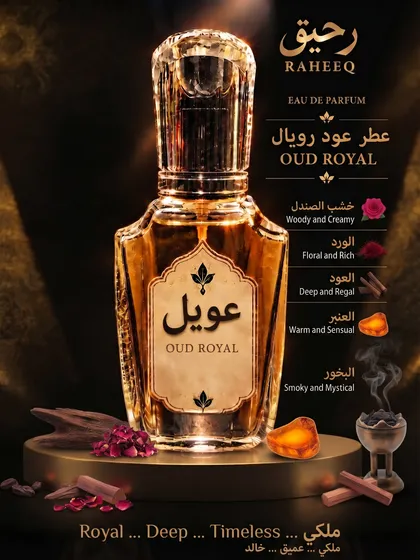 رحيق
RAHEEQ
EAU DE PARFUM
عطر عود رويال
OUD ROYAL
خشب الصندل
Woody and Creamy
الورد
Floral and Rich
العود
Deep and Regal
العنبر
Warm and Sensual
البخور
Smoky and Mystical
عويل
OUD ROYAL
Royal ... Deep ... Timeless ... ملكي
ملكي ... عميق ... خالد